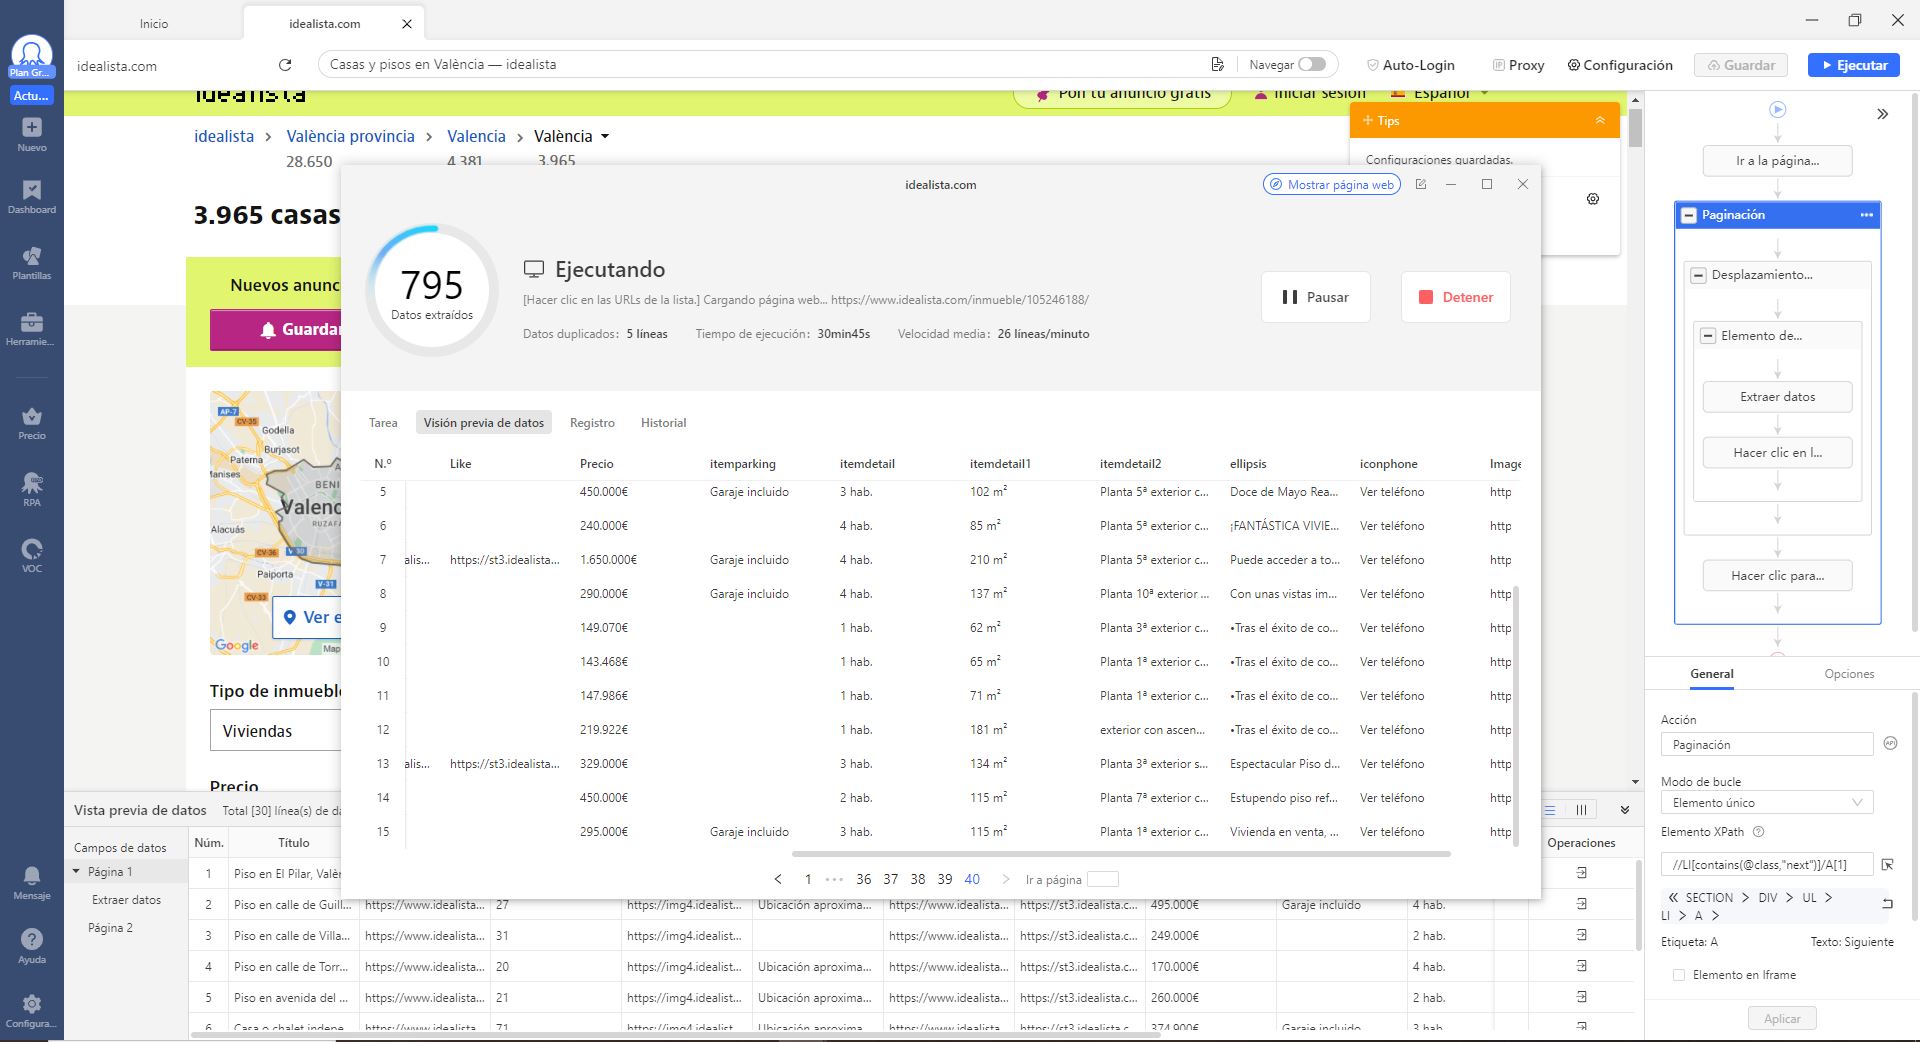 Inicio
idealista.com
idealista.com
Casas y pisos en València — idealista
Navegar
Auto-Login
Proxy
Configuración
Guardar
Ejecutar
Plan Gr...
Actu...
Nuevo
Dashboard
Plantillas
Herramie...
Precio
RPA
VOC
Mensaje
Ayuda
Configura...
idealista
Pon tu anuncio gratis
Iniciar sesión
Español
idealista
València provincia
Valencia
València
28.650
4.381
3.965
3.965 casas
Nuevos anunc
Guardar
AP-7
CV-35
Godella
Burjasot
Paterna
Manises
BENI
Valenc
RUZAFA
Alacuás
CV-36
V-30
Paiporta
V-31
CV-33
Ver e
Google
Map
Tipo de inmueble
Viviendas
Precio
Tips
Configuraciones guardadas.
idealista.com
Mostrar página web
795
Datos extraídos
Ejecutando
[Hacer clic en las URLs de la lista.] Cargando página web... https://www.idealista.com/inmueble/105246188/
Datos duplicados: 5 líneas Tiempo de ejecución: 30min45s Velocidad media: 26 líneas/minuto
Pausar
Detener
Tarea Visión previa de datos Registro Historial
N.º Like Precio itemparking itemdetail itemdetail1 itemdetail2 ellipsis iconphone Image
5 450.000€ Garaje incluido 3 hab. 102 m² Planta 5ª exterior c... Doce de Mayo Rea... Ver teléfono http
6 240.000€ 4 hab. 85 m² Planta 5ª exterior c... ¡FANTÁSTICA VIVIE... Ver teléfono http
7 alis... https://st3.idealista... 1.650.000€ Garaje incluido 4 hab. 210 m² Planta 5ª exterior c... Puede acceder a to... Ver teléfono http
8 290.000€ Garaje incluido 4 hab. 137 m² Planta 10ª exterior ... Con unas vistas im... Ver teléfono http
9 149.070€ 1 hab. 62 m² Planta 3ª exterior c... •Tras el éxito de co... Ver teléfono http
10 143.468€ 1 hab. 65 m² Planta 1ª exterior c... •Tras el éxito de co... Ver teléfono http
11 147.986€ 1 hab. 71 m² Planta 1ª exterior c... •Tras el éxito de co... Ver teléfono http
12 219.922€ 1 hab. 181 m² exterior con ascen... •Tras el éxito de co... Ver teléfono http
13 alis... https://st3.idealista... 329.000€ 3 hab. 134 m² Planta 3ª exterior s... Espectacular Piso d... Ver teléfono http
14 450.000€ 2 hab. 115 m² Planta 7ª exterior c... Estupendo piso ref... Ver teléfono http
15 295.000€ Garaje incluido 3 hab. 115 m² Planta 1ª exterior c... Vivienda en venta, ... Ver teléfono http
1 ••• 36 37 38 39 40 Ir a página
Vista previa de datos Total [30] línea(s) de da
Campos de datos
Página 1
Extraer datos
Página 2
Núm. Título Operaciones
1 Piso en El Pilar, Valèr
2 Piso en calle de Guill... https://www.idealista... 27 https://img4.idealist... Ubicación aproxima... https://www.idealista... https://st3.idealista.c... 495.000€ Garaje incluido 4 hab.
3 Piso en calle de Villa... https://www.idealista... 31 https://img4.idealist... https://www.idealista... https://st3.idealista.c... 249.000€ 2 hab.
4 Piso en calle de Torr... https://www.idealista... 20 https://img4.idealist... Ubicación aproxima... https://www.idealista... https://st3.idealista.c... 170.000€ 4 hab.
5 Piso en avenida del ... https://www.idealista... 21 https://img4.idealist... Ubicación aproxima... https://www.idealista... https://st3.idealista.c... 260.000€ 2 hab.
6 Casa o chalet indepe... https://www.idealista... 71 https://img4.idealist... Ubicación aproxima... https://www.idealista... https://st3.idealista.c... 374.900€ Garaje incluido 3 hab.
Ir a la página...
Paginación
Desplazamiento...
Elemento de...
Extraer datos
Hacer clic en l...
Hacer clic para...
General Opciones
Acción
Paginación
API
Modo de bucle
Elemento único
Elemento XPath
//LI[contains(@class,"next")]/A[1]
« SECTION > DIV > UL >
LI > A >
Etiqueta: A Texto: Siguiente
Elemento en Iframe
Aplicar